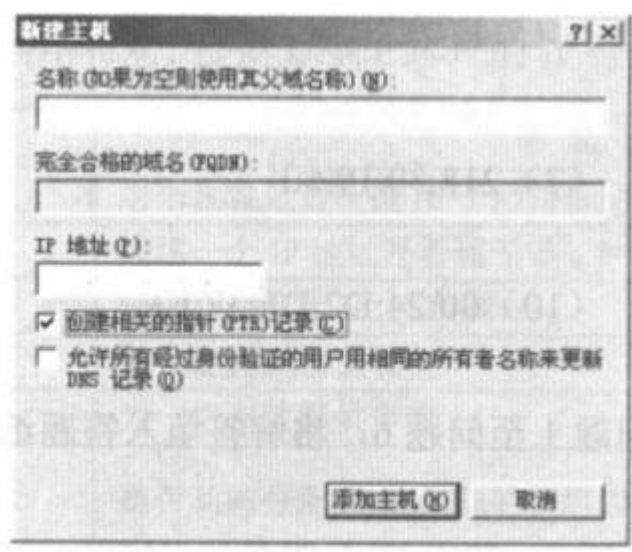 新建主机
名称(如果为空则使用其父域名称)(N):
完全合格的域名(FQDN):
IP 地址(P):
创建相关的指针(PTR)记录(C)
允许所有经过身份验证的用户用相同的所有者名称来更新
DNS 记录(O)
添加主机(H)
取消